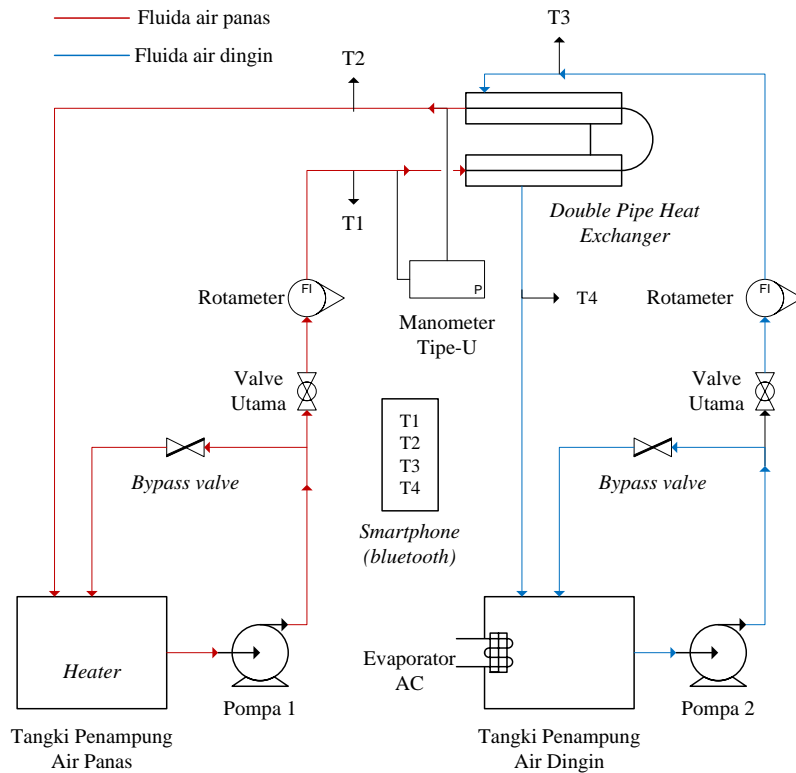 Fluida air panas
Fluida air dingin
T3
T2
T1
Double Pipe Heat
Exchanger
FI
Rotameter
P
Manometer
Tipe-U
T4
FI
Rotameter
Valve
Utama
Valve
Utama
T1
T2
T3
T4
Bypass valve
Bypass valve
Smartphone
(bluetooth)
Heater
Evaporator
AC
Pompa 1
Pompa 2
Tangki Penampung
Air Panas
Tangki Penampung
Air Dingin